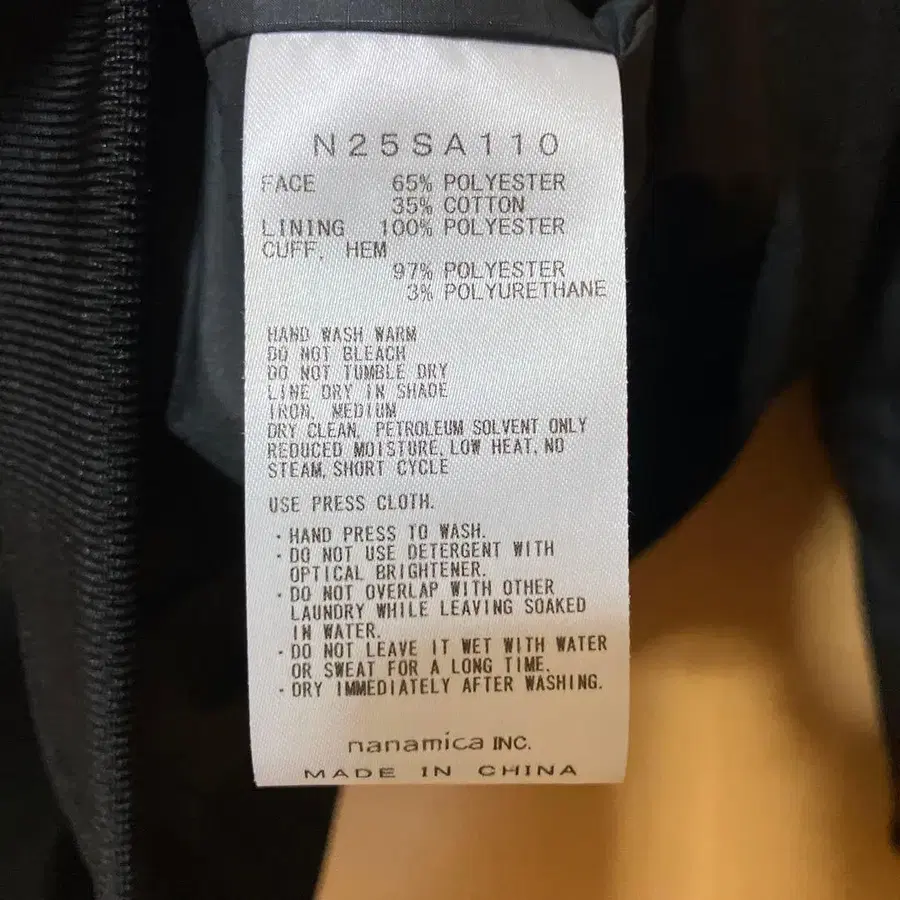 N25SA110
FACE 65% POLYESTER
35% COTTON
LINING 100% POLYESTER
CUFF, HEM
97% POLYESTER
3% POLYURETHANE
HAND WASH WARM
DO NOT BLEACH
DO NOT TUMBLE DRY
LINE DRY IN SHADE
IRON, MEDIUM
DRY CLEAN, PETROLEUM SOLVENT ONLY
REDUCED MOISTURE, LOW HEAT, NO
STEAM, SHORT CYCLE
USE PRESS CLOTH.
・HAND PRESS TO WASH.
・DO NOT USE DETERGENT WITH
OPTICAL BRIGHTENER.
・DO NOT OVERLAP WITH OTHER
LAUNDRY WHILE LEAVING SOAKED
IN WATER.
・DO NOT LEAVE IT WET WITH WATER
OR SWEAT FOR A LONG TIME.
・DRY IMMEDIATELY AFTER WASHING.
nanamica INC.
MADE IN CHINA